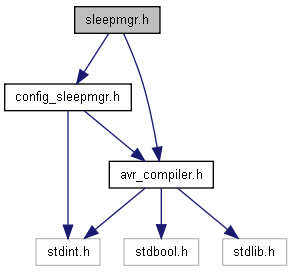 sleepmgr.h
config_sleepmgr.h
avr_compiler.h
stdint.h
stdbool.h
stdlib.h